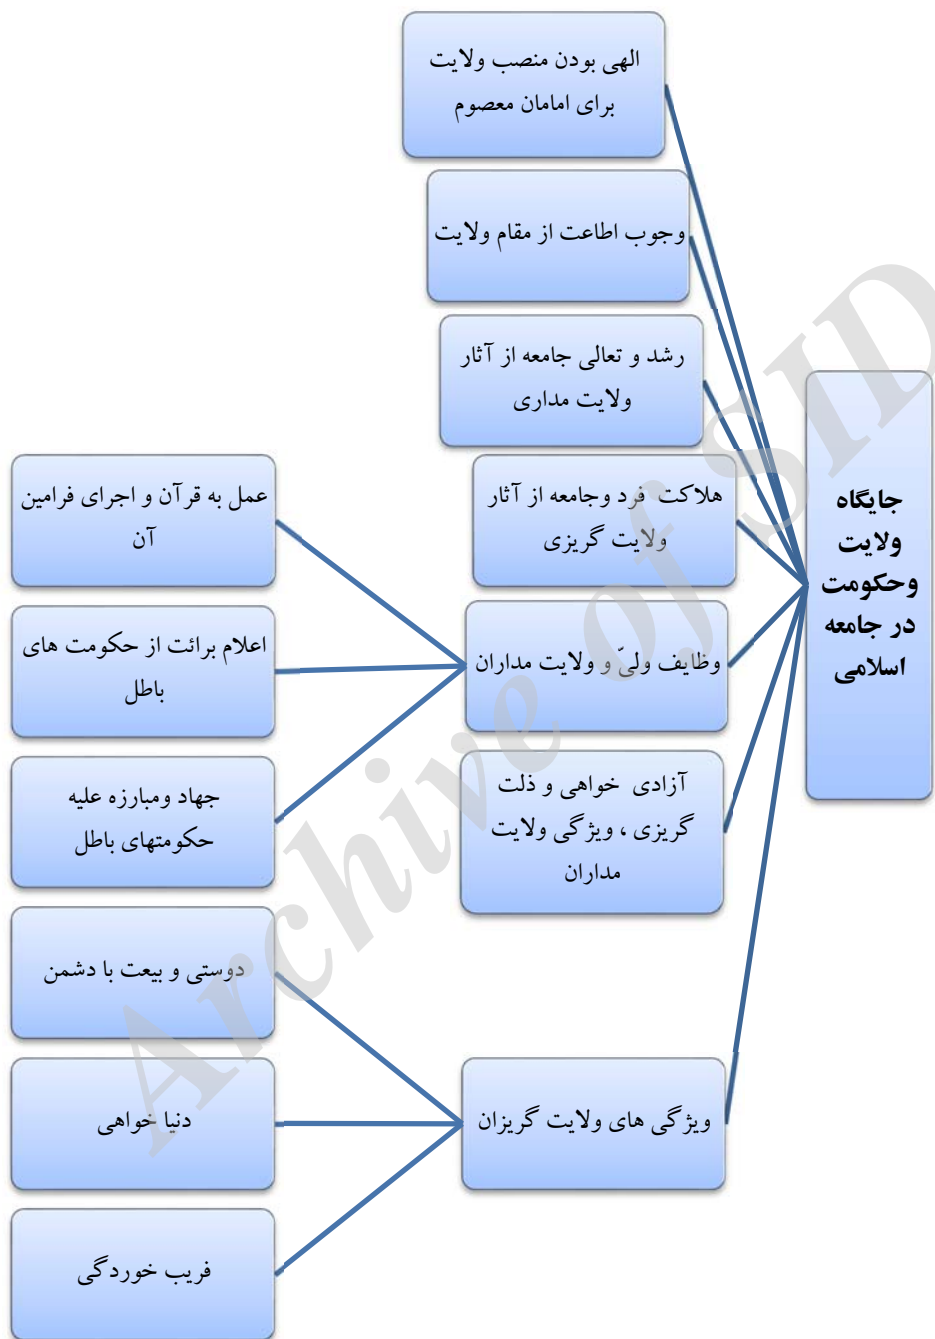 جایگاه
ولایت
وحکومت
در جامعه
اسلامی
الهی بودن منصب ولایت
برای امامان معصوم
وجوب اطاعت از مقام ولایت
رشد و تعالی جامعه از آثار
ولایت مداری
هلاکت فرد وجامعه از آثار
ولایت گریزی
وظایف ولیّ و ولایت مداران
عمل به قرآن و اجرای فرامین
آن
اعلام برائت از حکومت های
باطل
جهاد ومبارزه علیه
حکومتهای باطل
آزادی خواهی و ذلت
گریزی ، ویژگی ولایت
مداران
ویژگی های ولایت گریزان
دوستی و بیعت با دشمن
دنیا خواهی
فریب خوردگی
Archive of SID